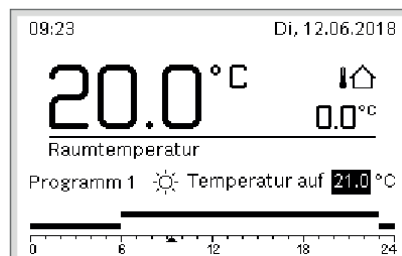 09:23 Di, 12.06.2018
20.0°C
0.0°C
Raumtemperatur
Programm 1 Temperatur auf 21.0 °C
0 6 12 18 24